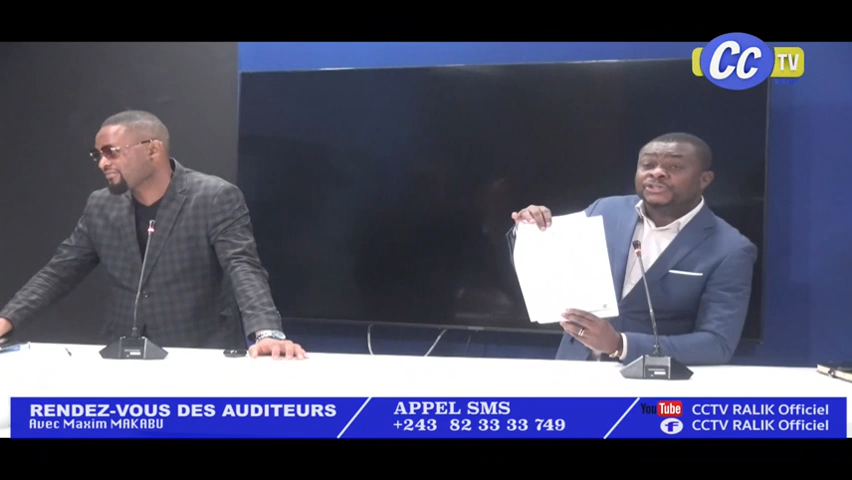 CC TV
RENDEZ-VOUS DES AUDITEURS
Avec Maxim MAKABU
APPEL SMS
+243 82 33 33 749
YouTube CCTV RALIK Officiel
f CCTV RALIK Officiel